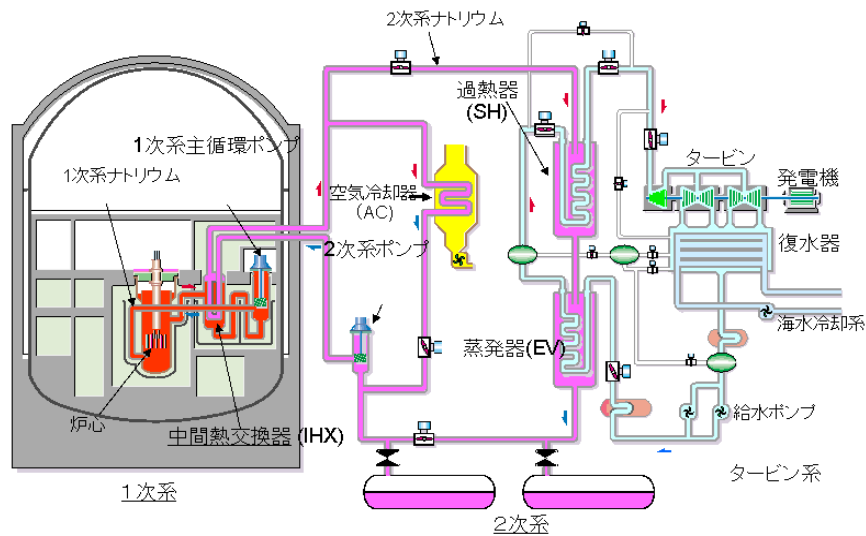 2次系ナトリウム
過熱器
(SH)
1次系主循環ポンプ
1次系ナトリウム
タービン
発電機
空気冷却器
(AC)
復水器
2次系ポンプ
海水冷却系
蒸発器(EV)
給水ポンプ
炉心
中間熱交換器 (IHX)
タービン系
1次系
2次系